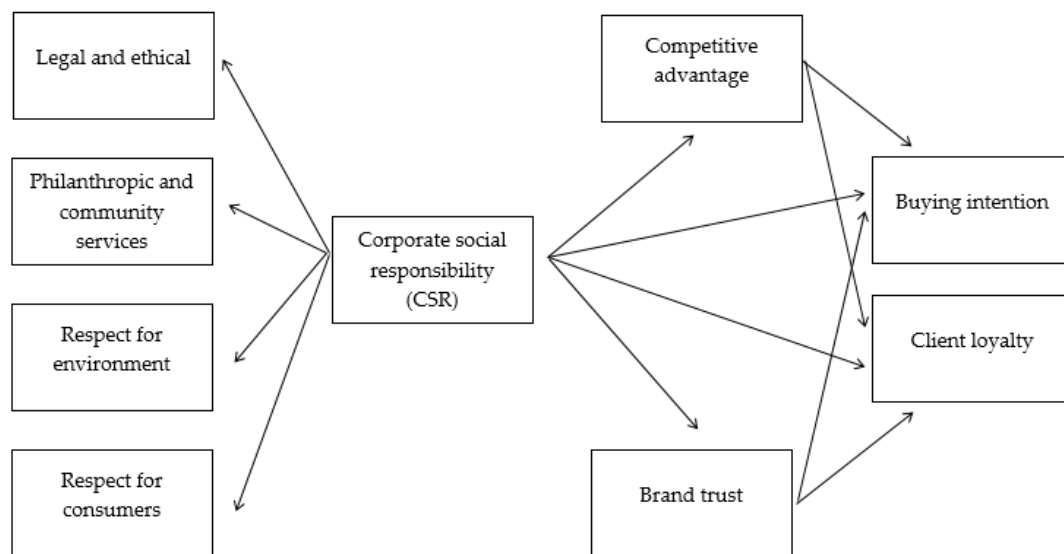 Legal and ethical
Philanthropic and
community
services
Respect for
environment
Respect for
consumers
Corporate social
responsibility
(CSR)
Competitive
advantage
Brand trust
Buying intention
Client loyalty